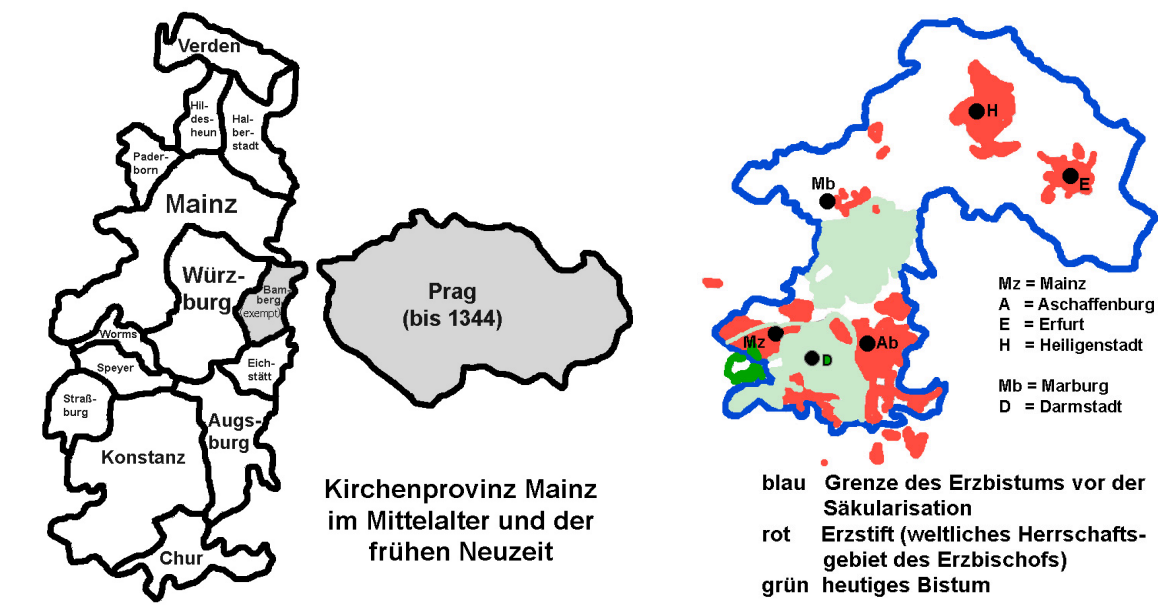 Verden
Hil-
des-
heun
Hal-
ber-
stadt
Pader-
born
Mainz
Würz-
burg
Bam-
berg
(exempt)
Worms
Speyer
Eich-
stätt
Straß-
burg
Augs-
burg
Konstanz
Chur
Prag
(bis 1344)
Kirchenprovinz Mainz
im Mittelalter und der
frühen Neuzeit
H
E
Mb
Mz
Ab
D
Mz = Mainz
A = Aschaffenburg
E = Erfurt
H = Heiligenstadt
Mb = Marburg
D = Darmstadt
blau Grenze des Erzbistums vor der
Säkularisation
rot Erzstift (weltliches Herrschafts-
gebiet des Erzbischofs)
grün heutiges Bistum